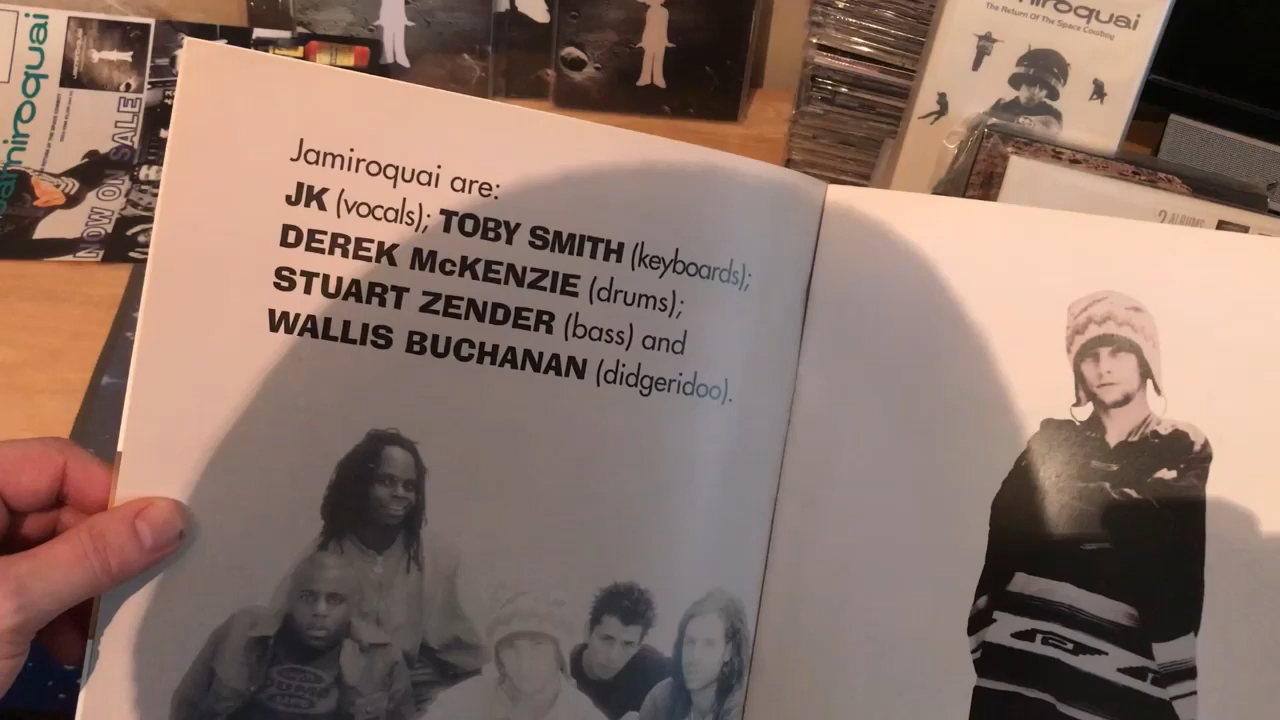 Jamiroquai
NOW ON SALE
Jamiroquai
The Return Of The Space Cowboy
2 ALBUMS
Jamiroquai are:
JK (vocals); TOBY SMITH (keyboards);
DEREK McKENZIE (drums);
STUART ZENDER (bass) and
WALLIS BUCHANAN (didgeridoo).